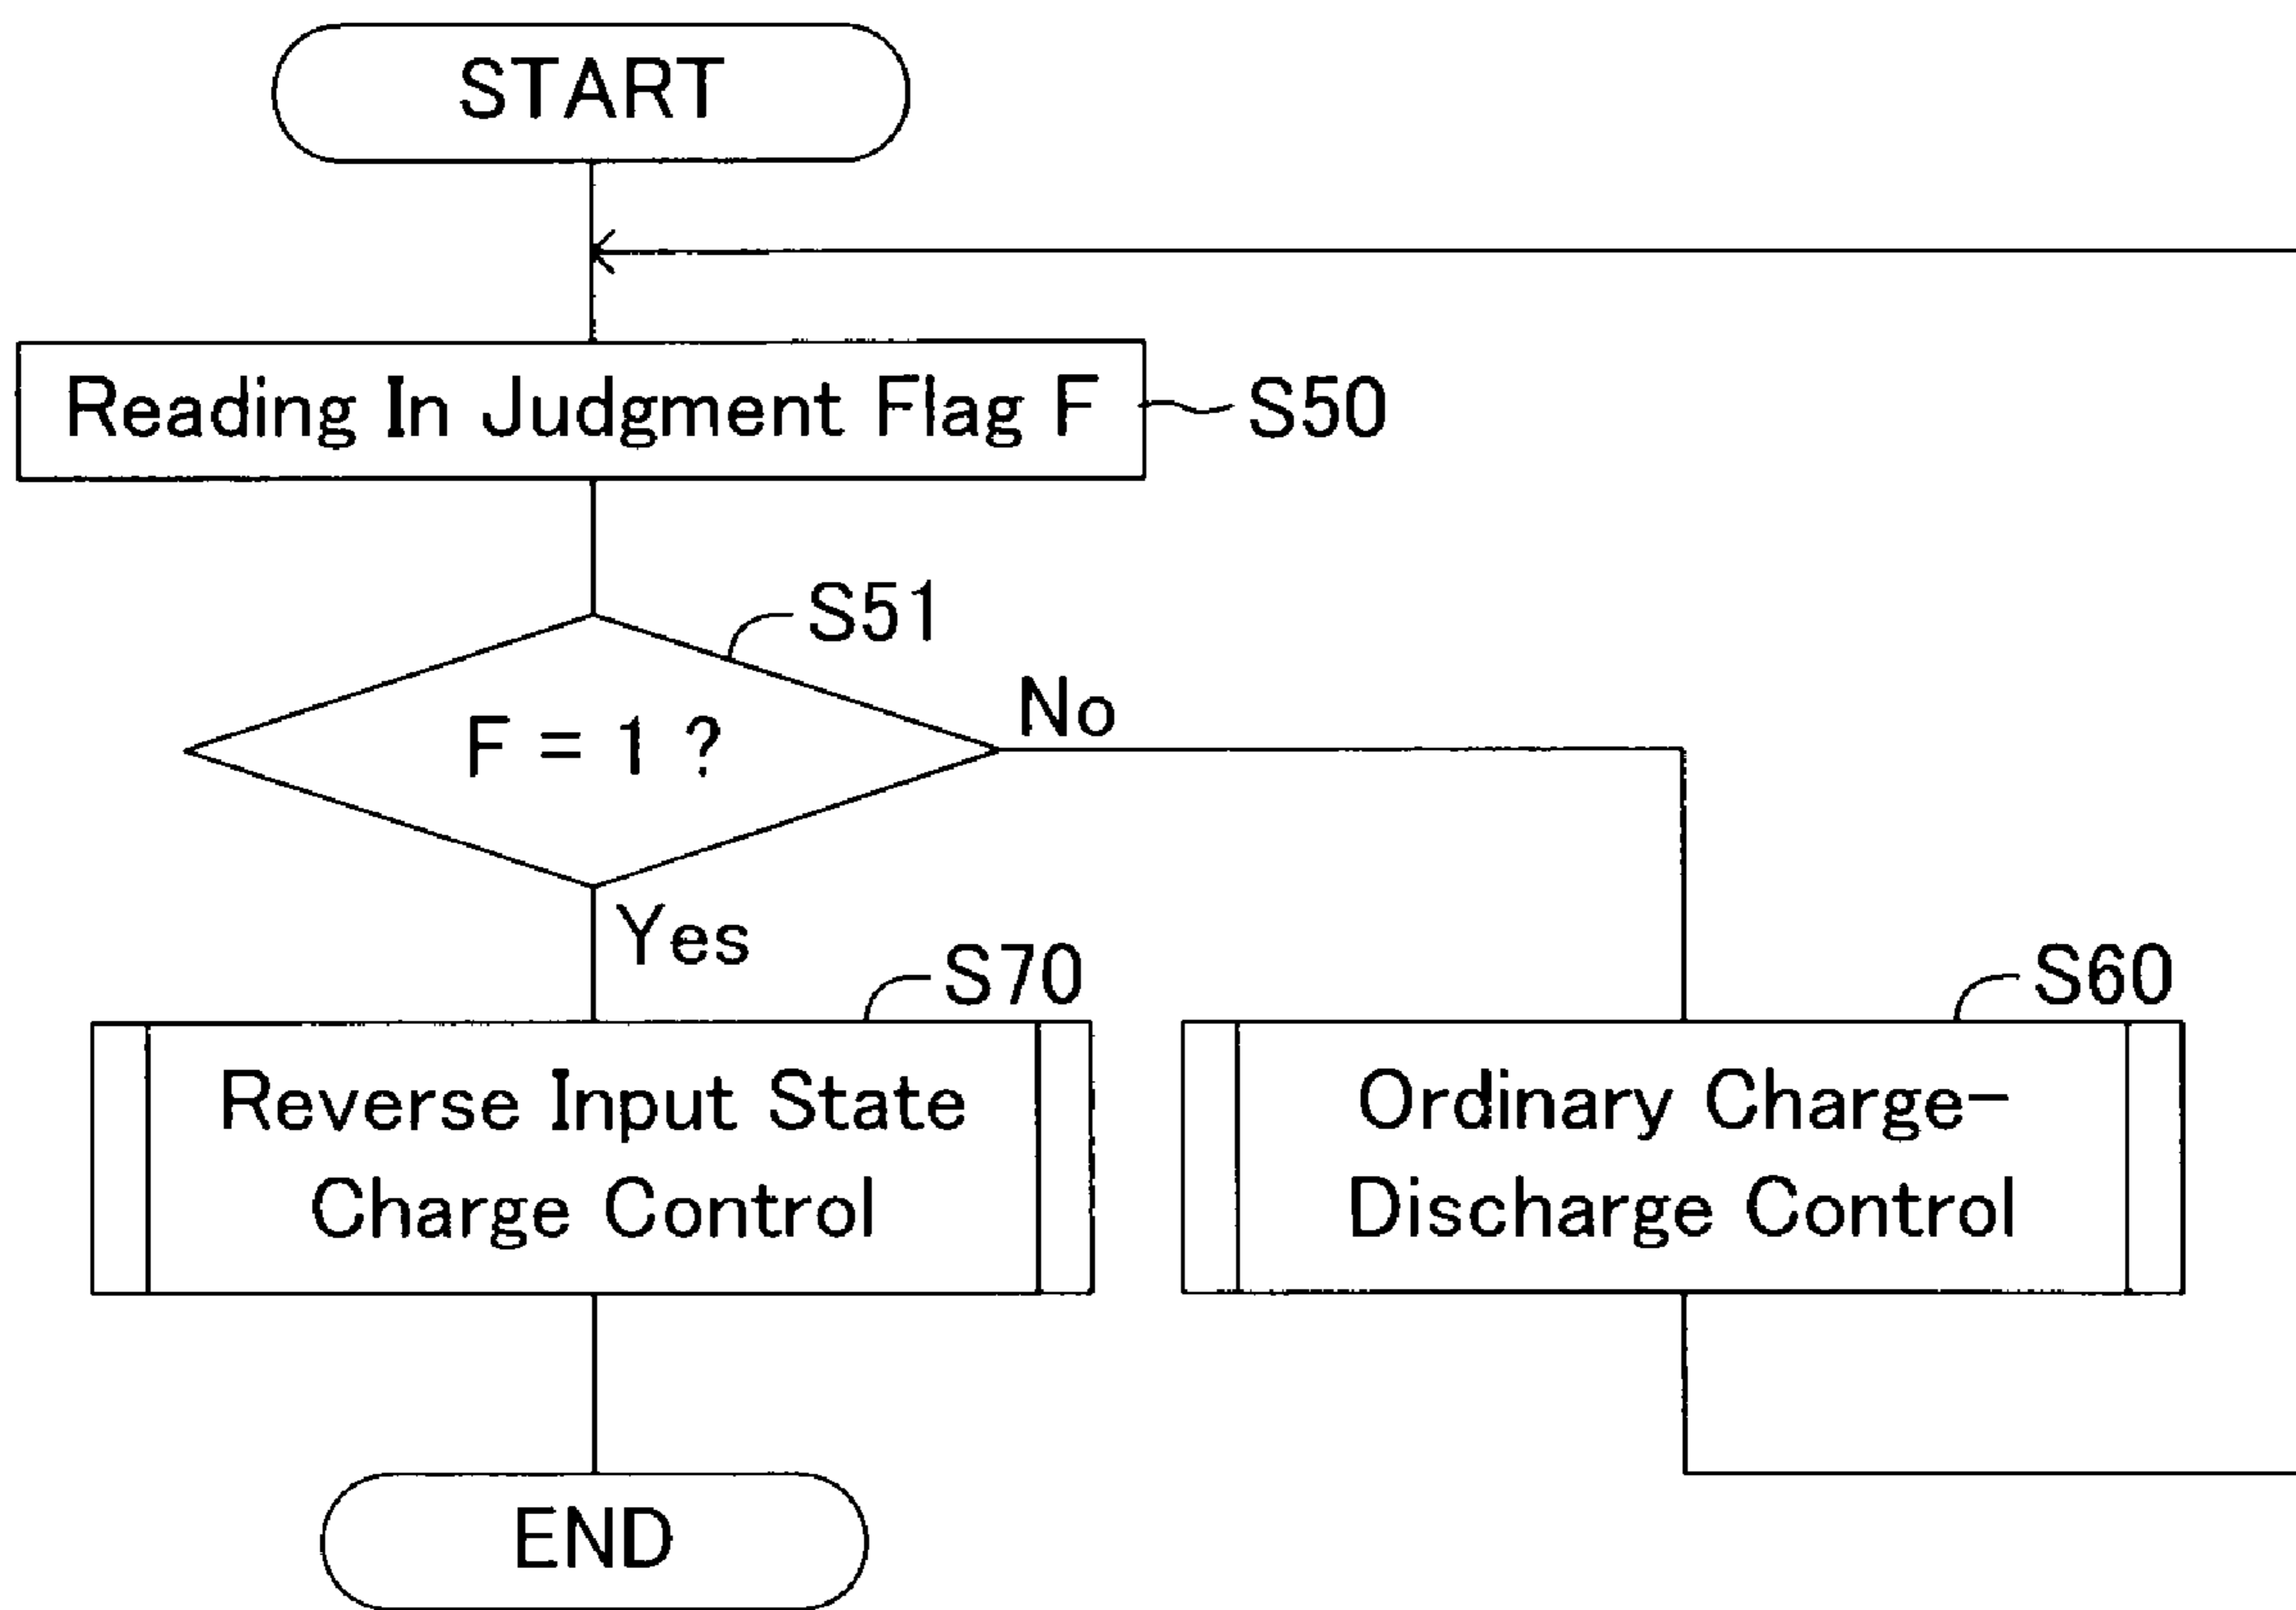 START
Reading In Judgment Flag F
S50
S51
F = 1 ?
No
Yes
S70
Reverse Input State
Charge Control
S60
Ordinary Charge-
Discharge Control
END